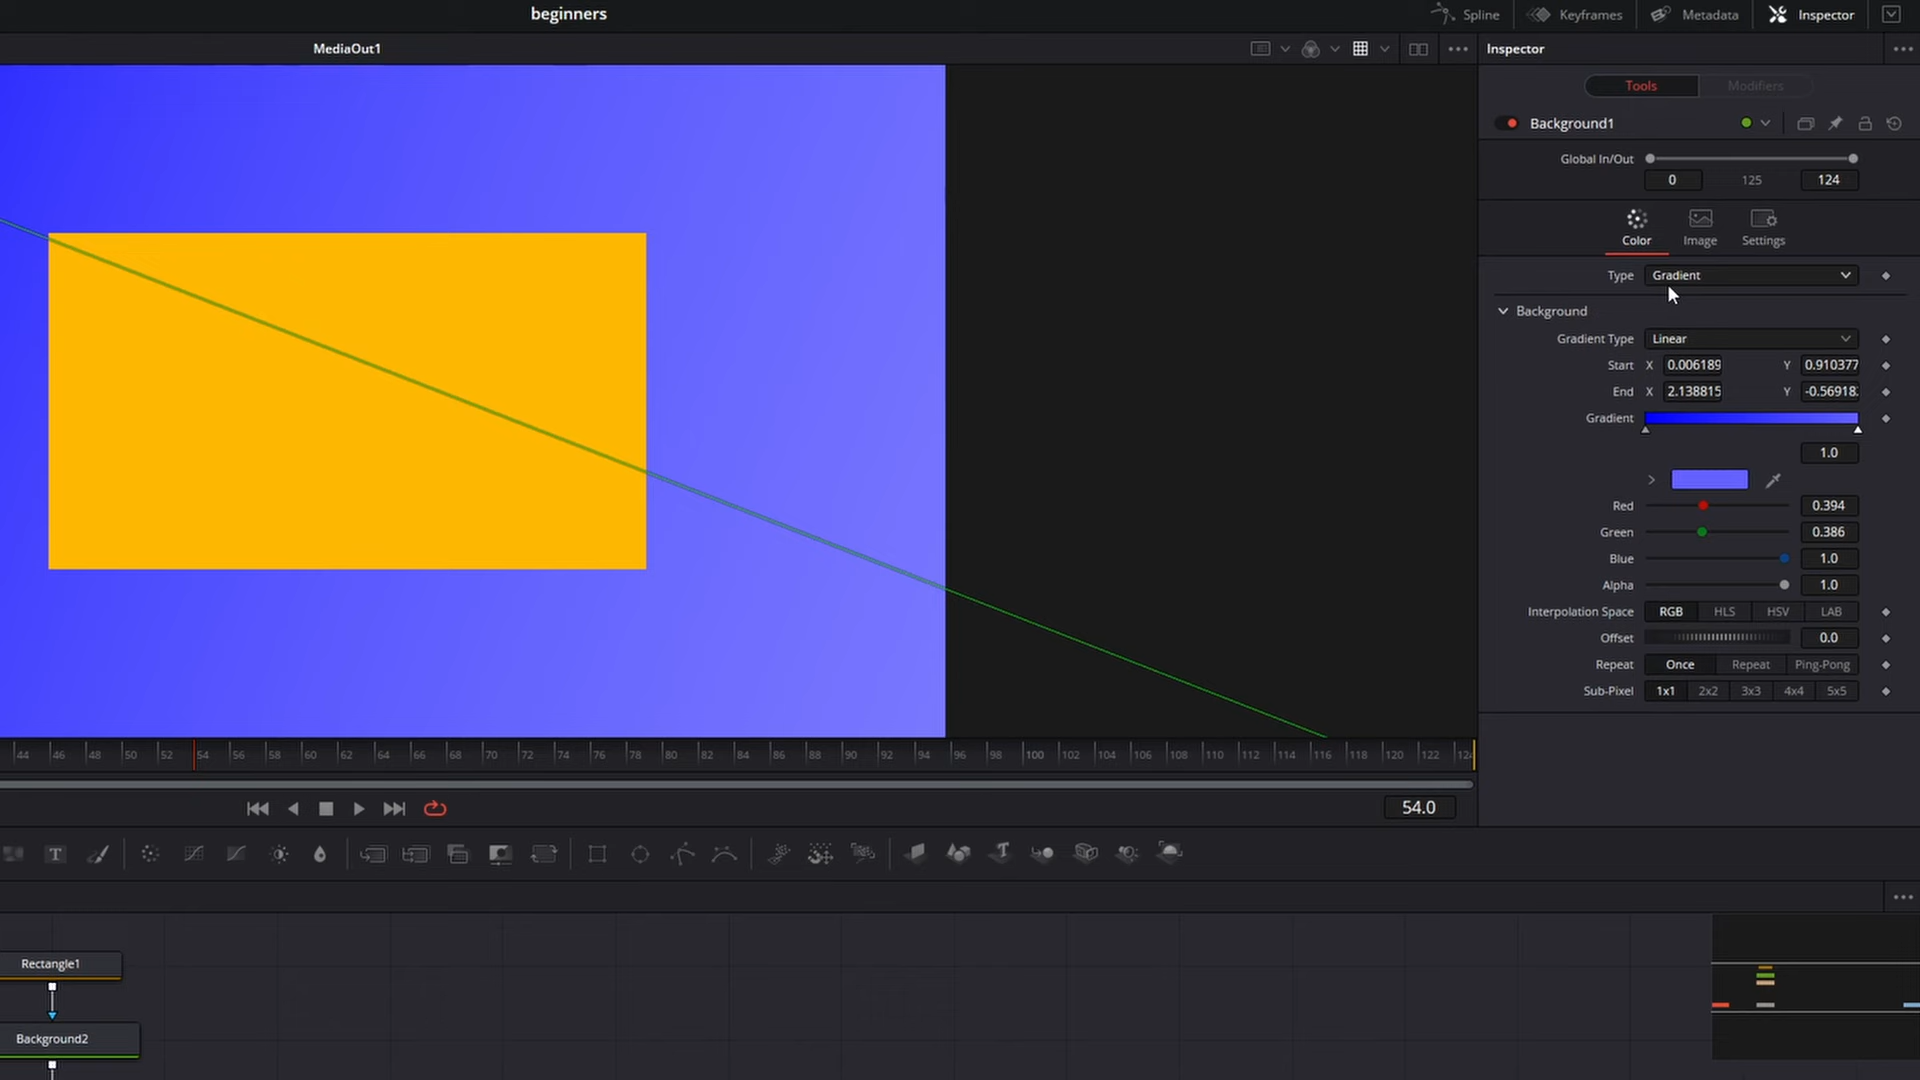 beginners
Spline
Keyframes
Metadata
Inspector
MediaOut1
Inspector
Tools
Modifiers
Background1
Global In/Out
0
125
124
Color
Image
Settings
Type
Gradient
Background
Gradient Type
Linear
Start X 0.006189 Y 0.910377
End X 2.138815 Y -0.56918
Gradient
1.0
Red 0.394
Green 0.386
Blue 1.0
Alpha 1.0
Interpolation Space RGB HLS HSV LAB
Offset 0.0
Repeat Once Repeat Ping-Pong
Sub-Pixel 1x1 2x2 3x3 4x4 5x5
44 46 48 50 52 54 56 58 60 62 64 66 68 70 72 74 76 78 80 82 84 86 88 90 92 94 96 98 100 102 104 106 108 110 112 114 116 118 120 122
54.0
T
Rectangle1
Background2